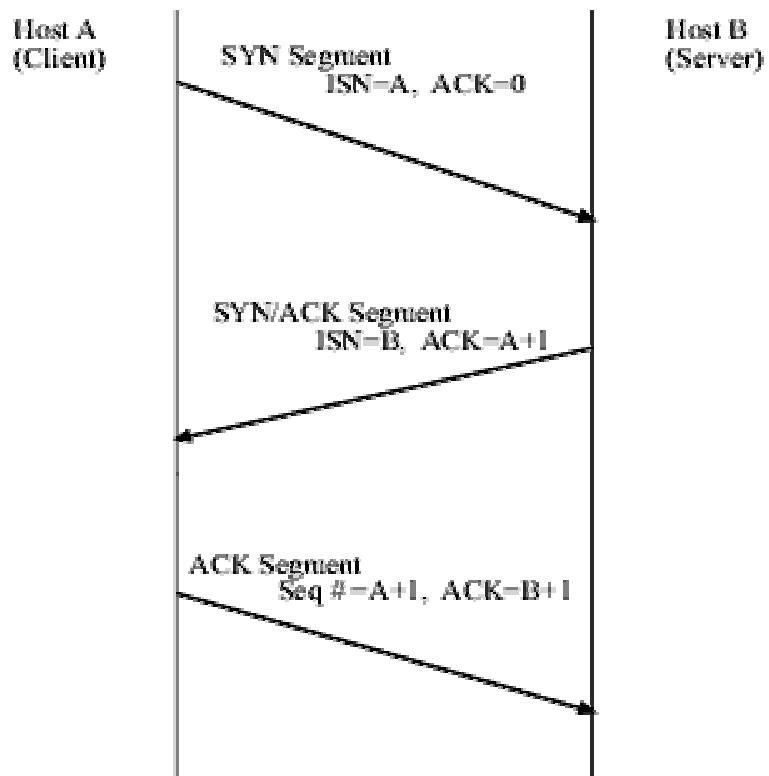 Host A
(Client)
Host B
(Server)
SYN Segment
ISN=A, ACK=0
SYN/ACK Segment
ISN=B, ACK=A+1
ACK Segment
Seq #=A+1, ACK=B+1